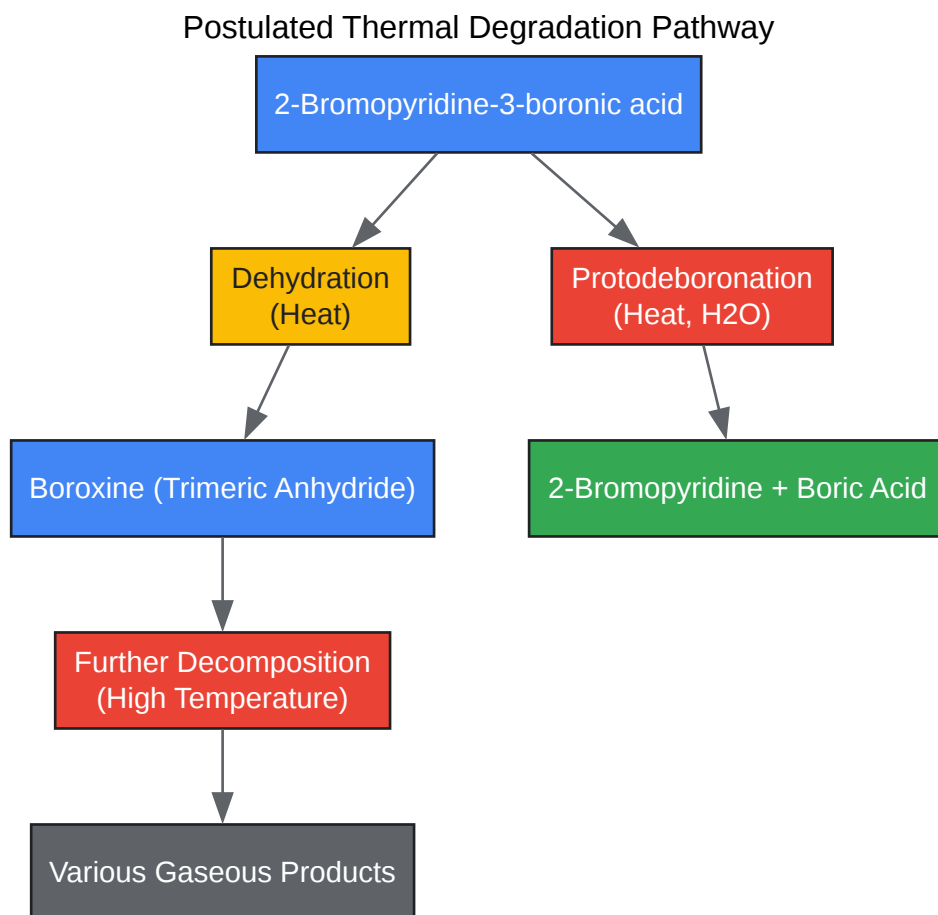 Postulated Thermal Degradation Pathway
2-Bromopyridine-3-boronic acid
Dehydration
(Heat)
Protodeboronation
(Heat, H2O)
Boroxine (Trimeric Anhydride)
2-Bromopyridine + Boric Acid
Further Decomposition
(High Temperature)
Various Gaseous Products